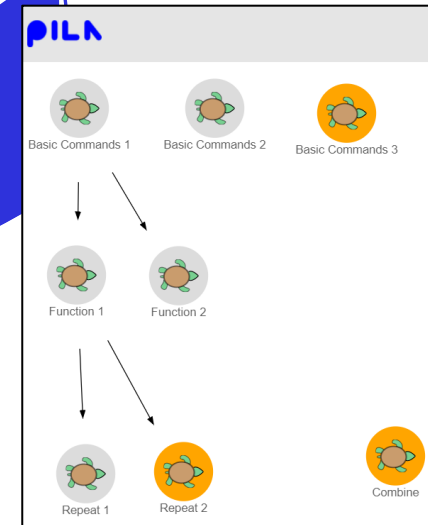 PILA
Basic Commands 1
Basic Commands 2
Basic Commands 3
Function 1
Function 2
Repeat 1
Repeat 2
Combine